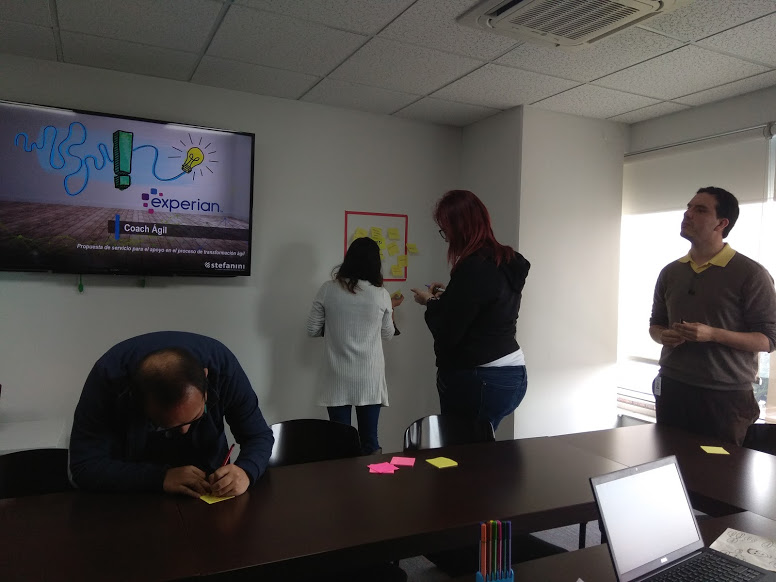 experian
Coach Ágil
Propuesta de servicio para el apoyo en el proceso de transformación ágil
stefanini